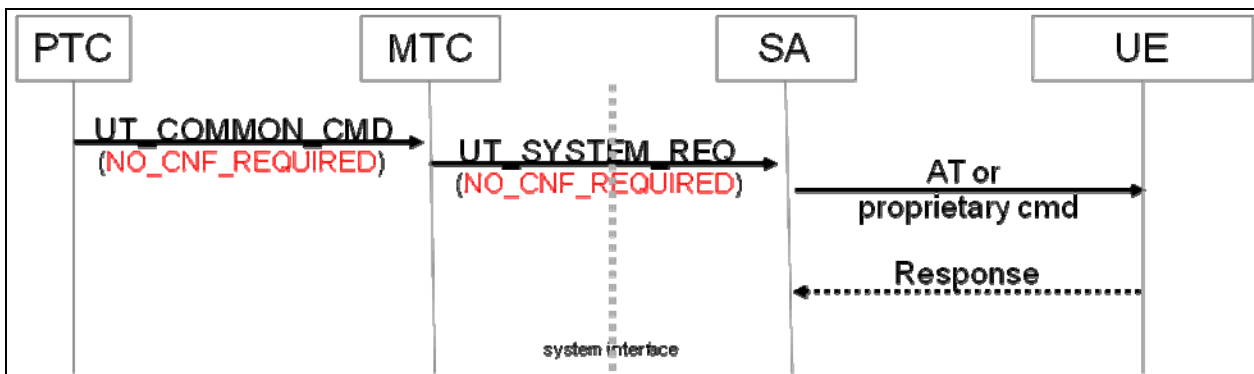 PTC
MTC
SA
UE
UT_COMMON_CMD
(NO_CNF_REQUIRED)
UT_SYSTEM_REQ
(NO_CNF_REQUIRED)
AT or
proprietary cmd
Response
system interface